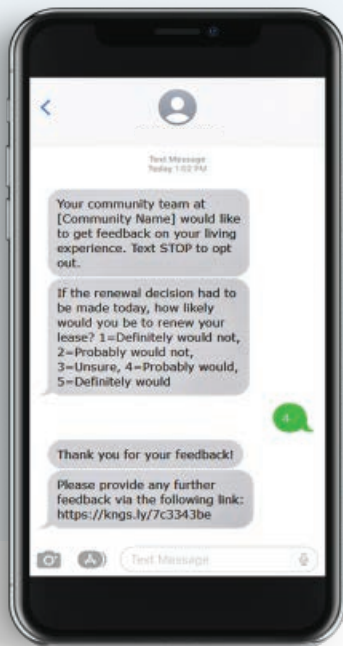 Text Message
Today 1:02 PM
Your community team at
[Community Name] would like
to get feedback on your living
experience. Text STOP to opt
out.
If the renewal decision had to
be made today, how likely
would you be to renew your
lease? 1=Definitely would not,
2=Probably would not,
3=Unsure, 4=Probably would,
5=Definitely would
4
Thank you for your feedback!
Please provide any further
feedback via the following link:
https://kngs.ly/7c3343be
Text Message